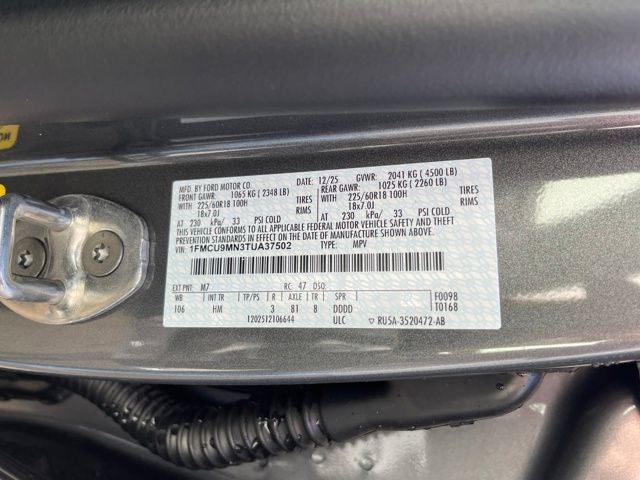 MFD. BY FORD MOTOR CO. 12/25 GVWR: 2041 KG ( 4500 LB)
FRONT GAWR: 1065 KG ( 2348 LB) REAR GAWR: 1025 KG ( 2260 LB)
WITH 225/60R18 100H TIRES WITH 225/60R18 100H TIRES
18x7.0J RIMS 18x7.0J RIMS
AT 230 kPa/ 33 PSI COLD AT 230 kPa/ 33 PSI COLD
THIS VEHICLE CONFORMS TO ALL APPLICABLE FEDERAL MOTOR VEHICLE SAFETY AND THEFT PREVENTION STANDARDS IN EFFECT ON THE DATE OF MANUFACTURE SHOWN ABOVE.
VIN: 1FMCU9MN3TUA37502 TYPE: MPV
EXT PNT: M7 RC: 47 DSO:
WB INT TR TP/PS R AXLE TR SPR F0098
106 HM 3 81 8 DDDD T0168
1202512106644 ULC ▽ RU5A-3520472-AB